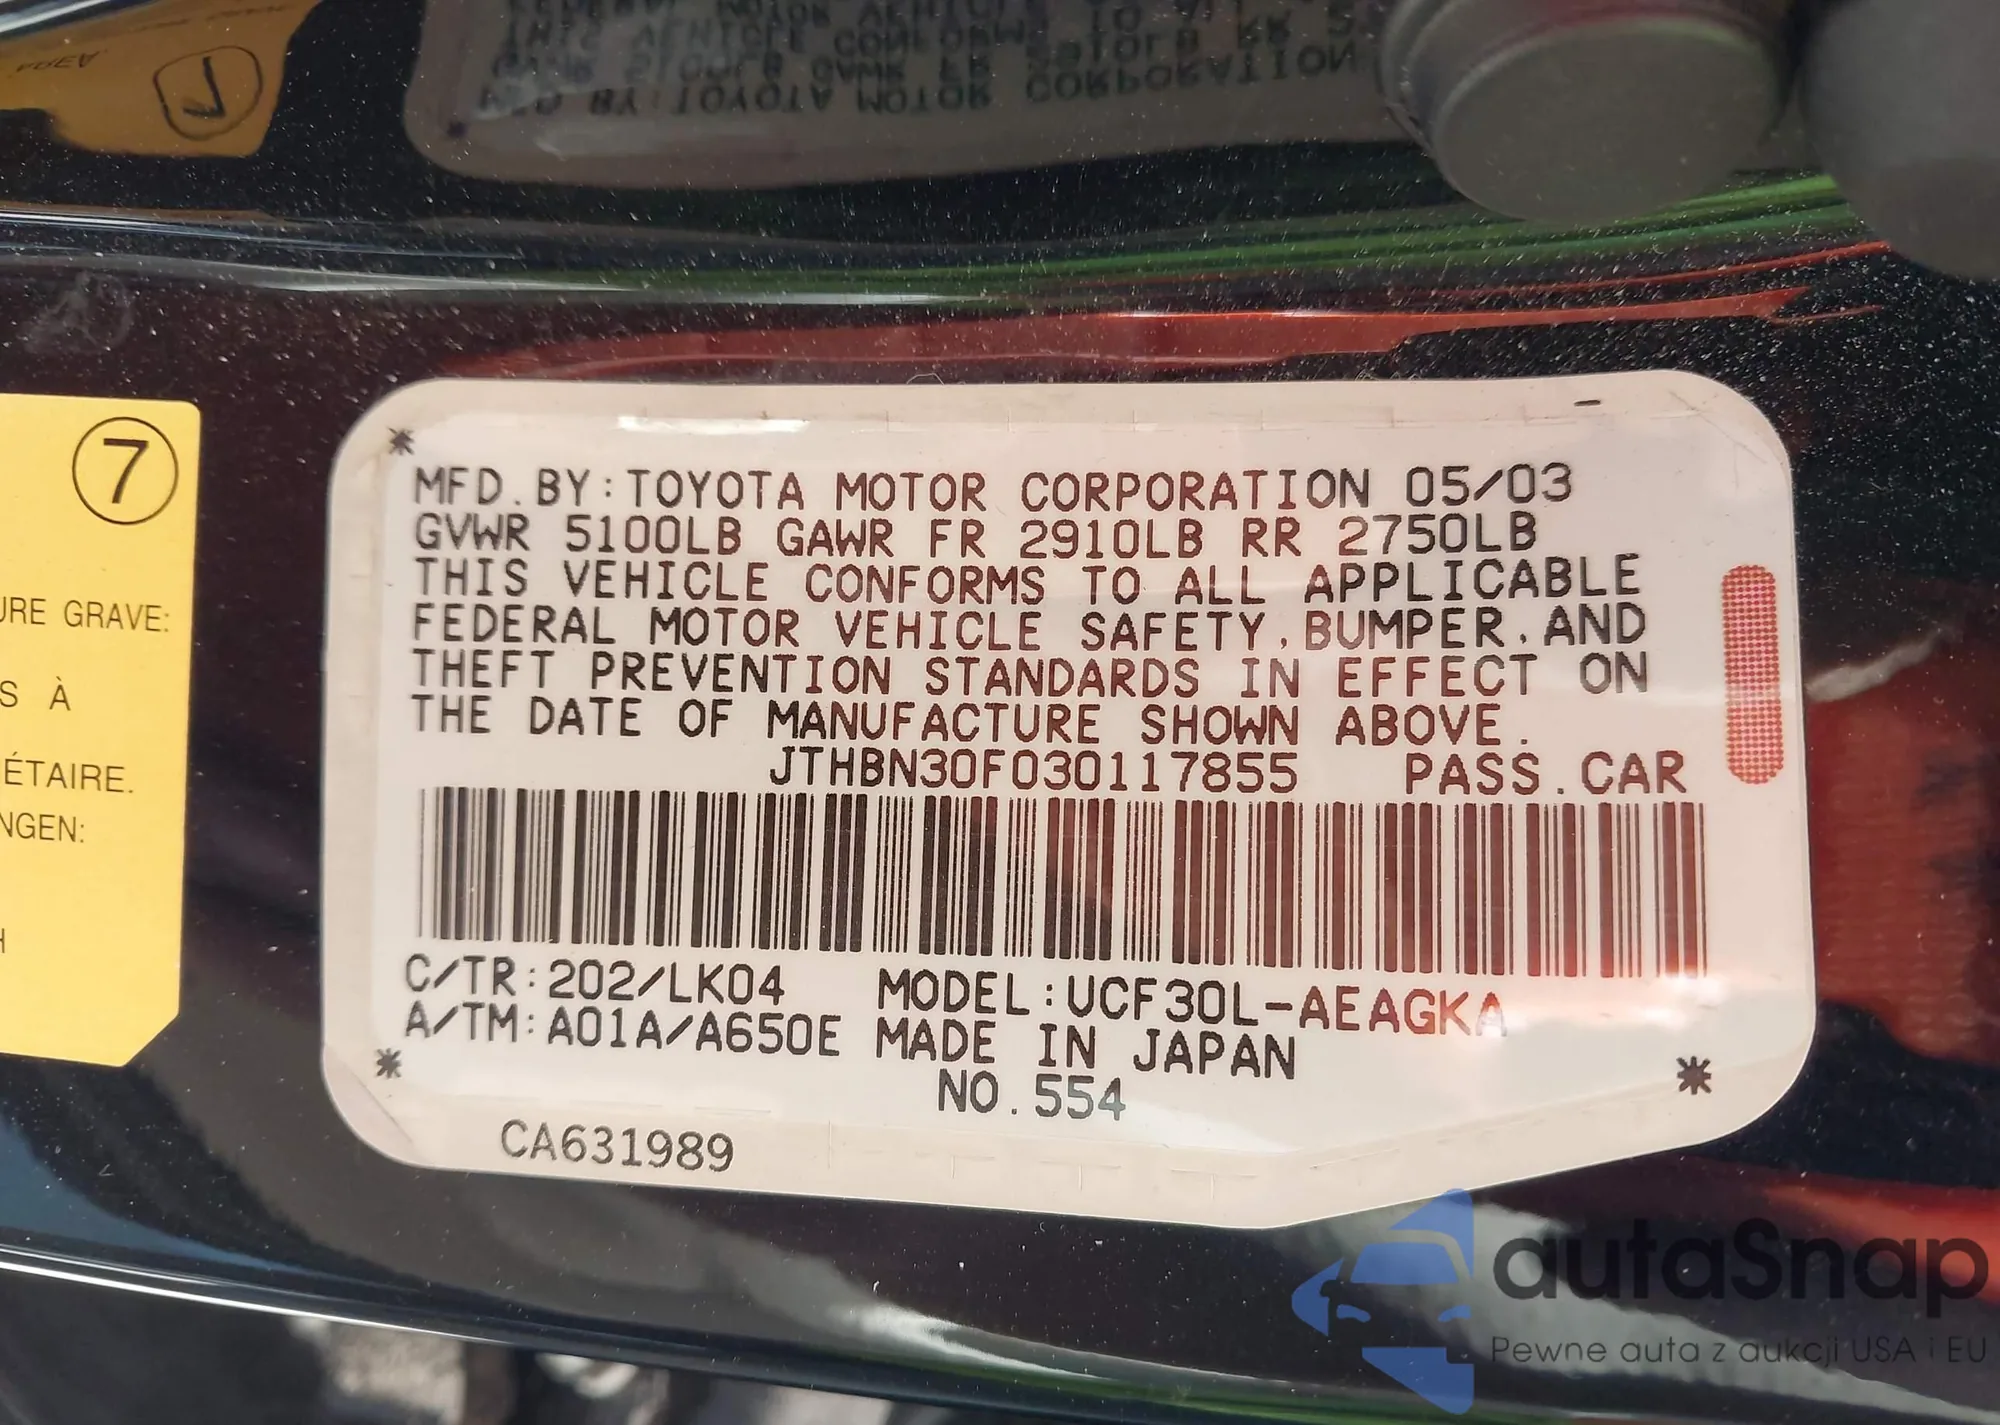 7
URE GRAVE:
S À
ÉTAIRE.
NGEN:
H
MFD.BY:TOYOTA MOTOR CORPORATION 05/03
GVWR 5100LB GAWR FR 2910LB RR 2750LB
THIS VEHICLE CONFORMS TO ALL APPLICABLE
FEDERAL MOTOR VEHICLE SAFETY,BUMPER,AND
THEFT PREVENTION STANDARDS IN EFFECT ON
THE DATE OF MANUFACTURE SHOWN ABOVE.
JTHBN30F030117855 PASS.CAR
C/TR:202/LK04 MODEL:UCF30L-AEAGKA
A/TM:A01A/A650E MADE IN JAPAN
NO.554
CA631989
autaSnap
Pewne auta z aukcji USA i EU